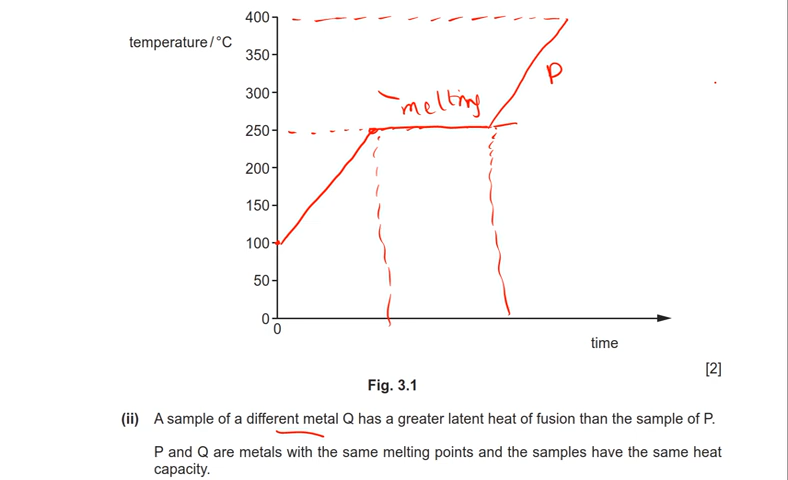 400
temperature/°C
350
P
300
melting
250
200
150
100
50
0
0
time
[2]
Fig. 3.1
(ii) A sample of a different metal Q has a greater latent heat of fusion than the sample of P.
P and Q are metals with the same melting points and the samples have the same heat
capacity.